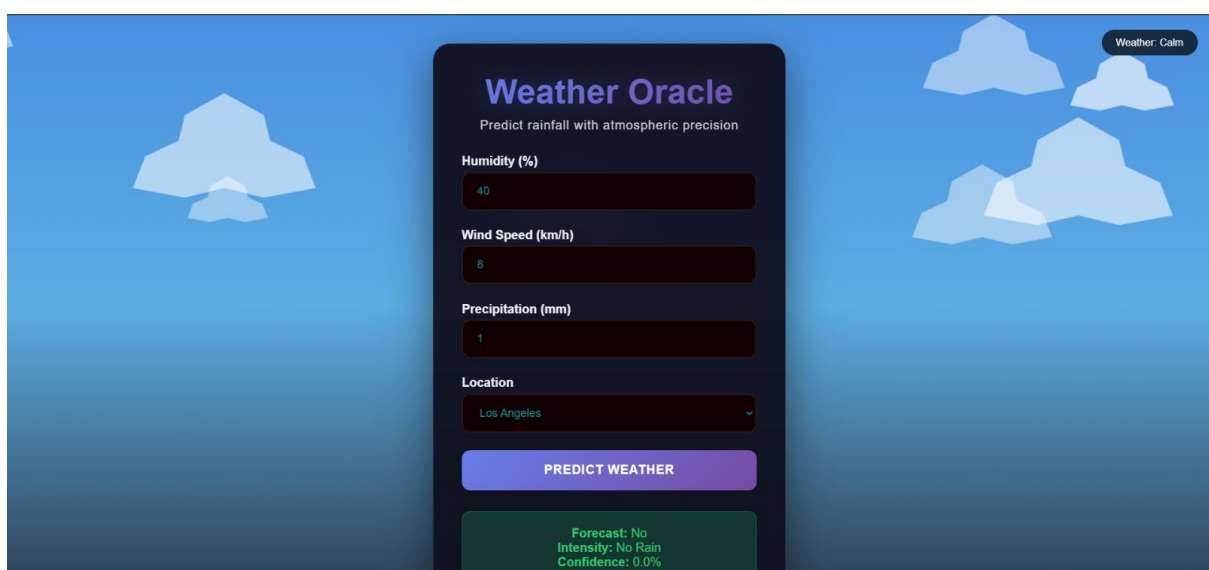 Weather: Calm
Weather Oracle
Predict rainfall with atmospheric precision
Humidity (%)
40
Wind Speed (km/h)
8
Precipitation (mm)
1
Location
Los Angeles
PREDICT WEATHER
Forecast: No
Intensity: No Rain
Confidence: 0.0%